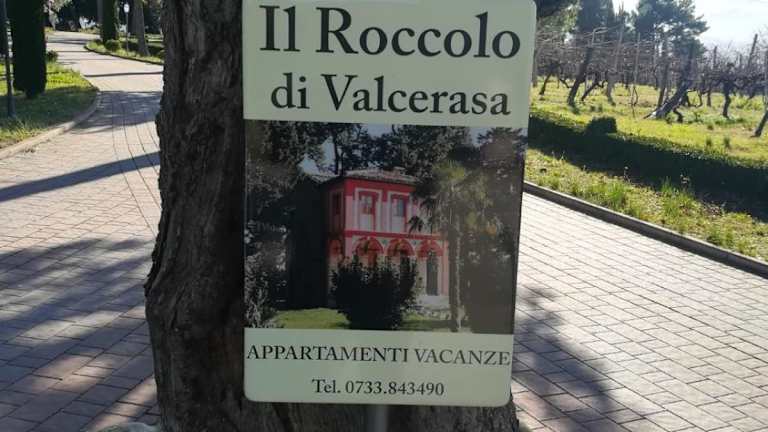 Il Roccolo
di Valcerasa
APPARTAMENTI VACANZE
Tel. 0733.843490